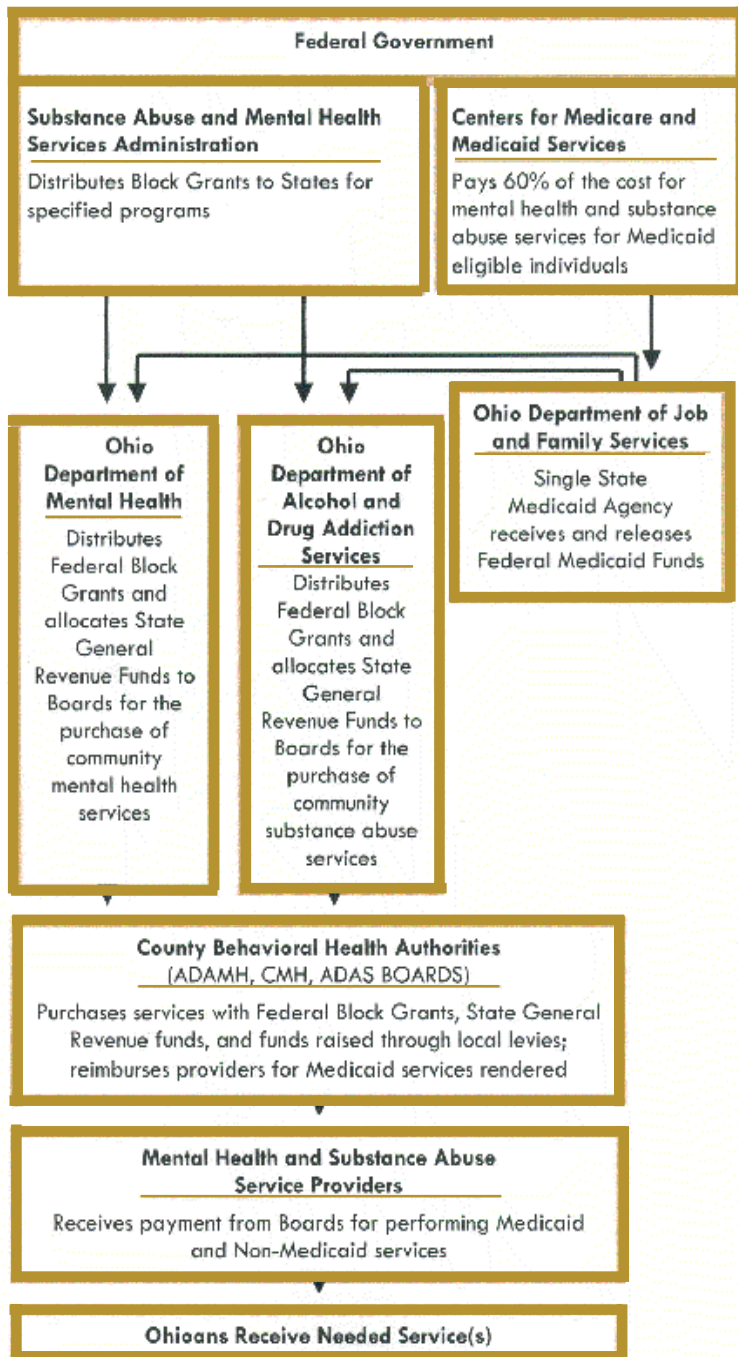 Federal Government
Substance Abuse and Mental Health
Services Administration
Distributes Block Grants to States for
specified programs
Centers for Medicare and
Medicaid Services
Pays 60% of the cost for
mental health and substance
abuse services for Medicaid
eligible individuals
Ohio
Department of
Mental Health
Distributes
Federal Block
Grants and
allocates State
General
Revenue Funds to
Boards for the
purchase of
community
mental health
services
Ohio
Department of
Alcohol and
Drug Addiction
Services
Distributes
Federal Block
Grants and
allocates State
General
Revenue Funds to
Boards for the
purchase of
community
substance abuse
services
Ohio Department of Job
and Family Services
Single State
Medicaid Agency
receives and releases
Federal Medicaid Funds
County Behavioral Health Authorities
(ADAMH, CMH, ADAS BOARDS)
Purchases services with Federal Block Grants, State General
Revenue funds, and funds raised through local levies;
reimburses providers for Medicaid services rendered
Mental Health and Substance Abuse
Service Providers
Receives payment from Boards for performing Medicaid
and Non-Medicaid services
Ohioans Receive Needed Service(s)